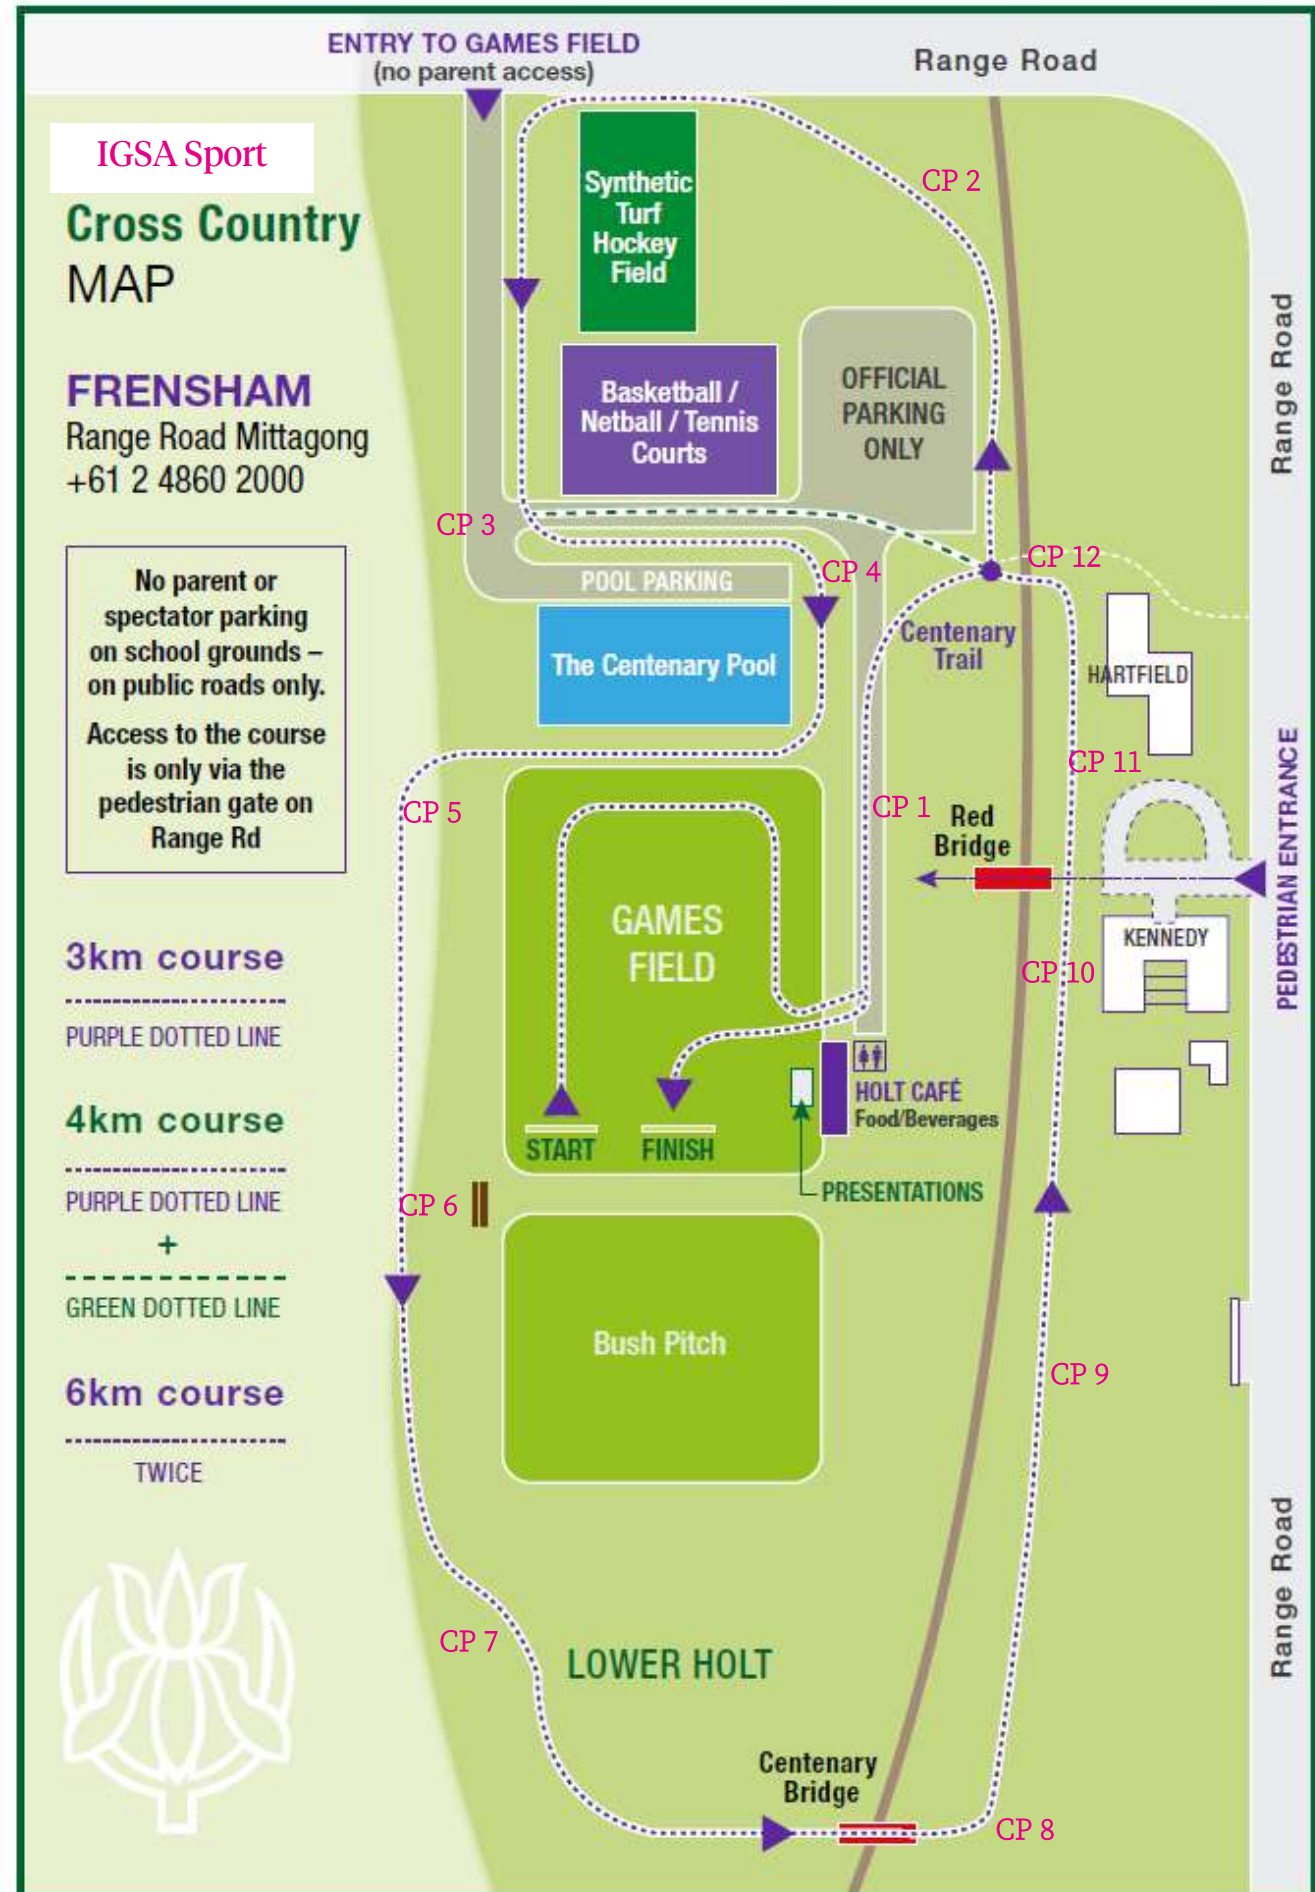 ENTRY TO GAMES FIELD
(no parent access)
Range Road
IGSA Sport
Cross Country
MAP
FRENSHAM
Range Road Mittagong
+61 2 4860 2000
No parent or
spectator parking
on school grounds –
on public roads only.
Access to the course
is only via the
pedestrian gate on
Range Rd
3km course
PURPLE DOTTED LINE
4km course
PURPLE DOTTED LINE
+
GREEN DOTTED LINE
6km course
TWICE
Synthetic
Turf
Hockey
Field
CP 2
Basketball /
Netball / Tennis
Courts
OFFICIAL
PARKING
ONLY
Range Road
CP 3
CP 12
CP 4
POOL PARKING
Centenary
Trail
The Centenary Pool
HARTFIELD
CP 11
CP 5
CP 1
Red
Bridge
PEDESTRIAN ENTRANCE
GAMES
FIELD
KENNEDY
CP 10
HOLT CAFÉ
Food/Beverages
START
FINISH
PRESENTATIONS
CP 6
Bush Pitch
CP 9
CP 7
LOWER HOLT
Range Road
Centenary
Bridge
CP 8